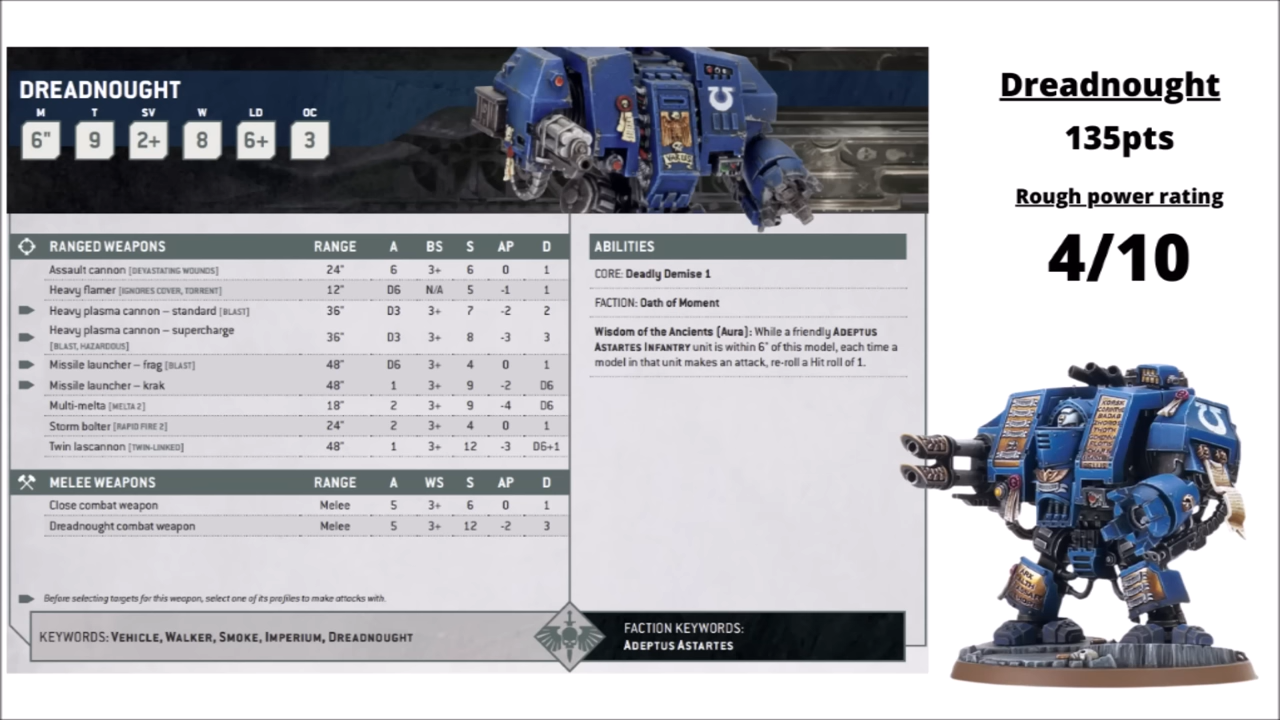 DREADNOUGHT
M T SV W LD OC
6" 9 2+ 8 6+ 3
RANGED WEAPONS RANGE A BS S AP D
Assault cannon [DEVASTATING WOUNDS] 24" 6 3+ 6 0 1
Heavy flamer [IGNORES COVER, TORRENT] 12" D6 N/A 5 -1 1
Heavy plasma cannon – standard [BLAST] 36" D3 3+ 7 -2 2
Heavy plasma cannon – supercharge
[BLAST, HAZARDOUS] 36" D3 3+ 8 -3 3
Missile launcher – frag [BLAST] 48" D6 3+ 4 0 1
Missile launcher – krak 48" 1 3+ 9 -2 D6
Multi-melta [MELTA 2] 18" 2 3+ 9 -4 D6
Storm bolter [RAPID FIRE 2] 24" 2 3+ 4 0 1
Twin lascannon [TWIN-LINKED] 48" 1 3+ 12 -3 D6+1
MELEE WEAPONS RANGE A WS S AP D
Close combat weapon Melee 5 3+ 6 0 1
Dreadnought combat weapon Melee 5 3+ 12 -2 3
Before selecting targets for this weapon, select one of its profiles to make attacks with.
KEYWORDS: VEHICLE, WALKER, SMOKE, IMPERIUM, DREADNOUGHT
ABILITIES
CORE: Deadly Demise 1
FACTION: Oath of Moment
Wisdom of the Ancients (Aura): While a friendly ADEPTUS
ASTARTES INFANTRY unit is within 6" of this model, each time a
model in that unit makes an attack, re-roll a Hit roll of 1.
FACTION KEYWORDS:
ADEPTUS ASTARTES
Dreadnought
135pts
Rough power rating
4/10